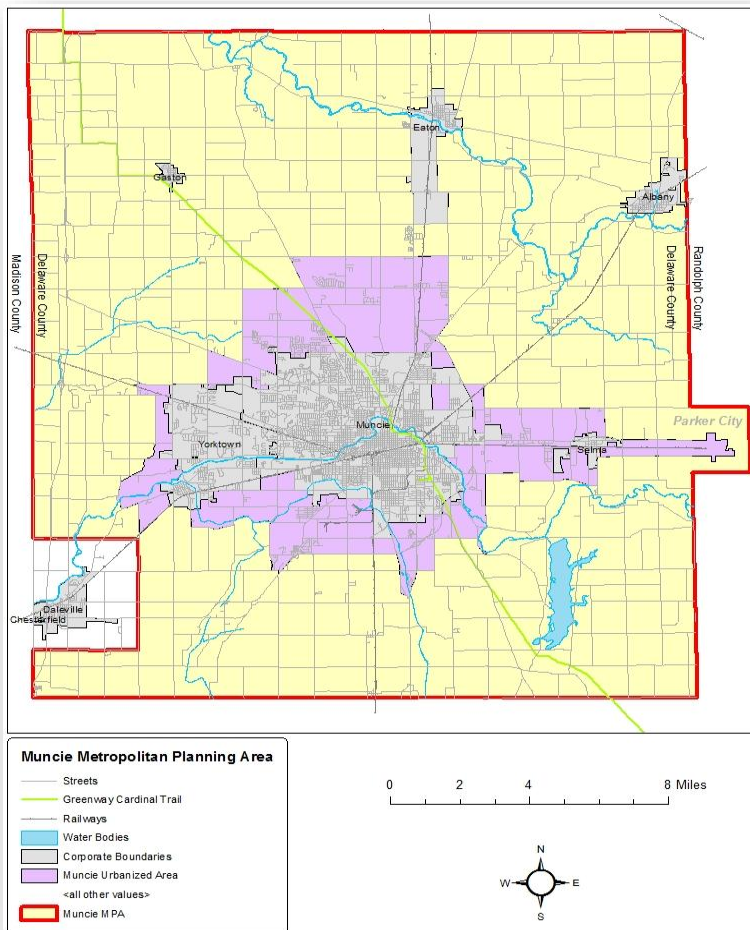 Eaton
Gaston
Albany
Madison County
Delaware County
Delaware County
Randolph County
Muncie
Parker City
Yorktown
Selma
Daleville
Chesterfield
Muncie Metropolitan Planning Area
Streets
Greenway Cardinal Trail
Railways
Water Bodies
Corporate Boundaries
Muncie Urbanized Area
<all other values>
Muncie MPA
0 2 4 8 Miles
N
W E
S